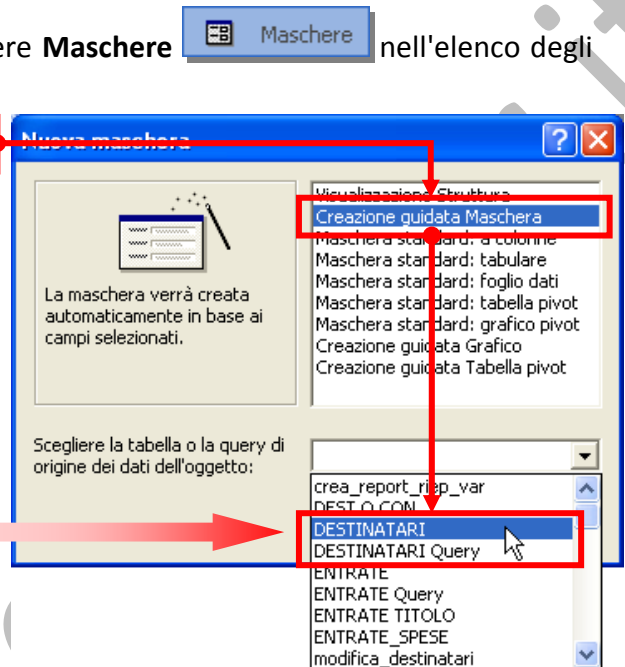 ere Maschere Maschere nell'elenco degli
Nuova maschera
Visualizzazione Struttura
Creazione guidata Maschera
Maschera standard: a colonne
Maschera standard: tabulare
Maschera standard: foglio dati
Maschera standard: tabella pivot
Maschera standard: grafico pivot
Creazione guidata Grafico
Creazione guidata Tabella pivot
La maschera verrà creata
automaticamente in base ai
campi selezionati.
Scegliere la tabella o la query di
origine dei dati dell'oggetto:
crea_report_riep_var
DEST O CON
DESTINATARI
DESTINATARI Query
ENTRATE
ENTRATE Query
ENTRATE TITOLO
ENTRATE_SPESE
modifica_destinatari